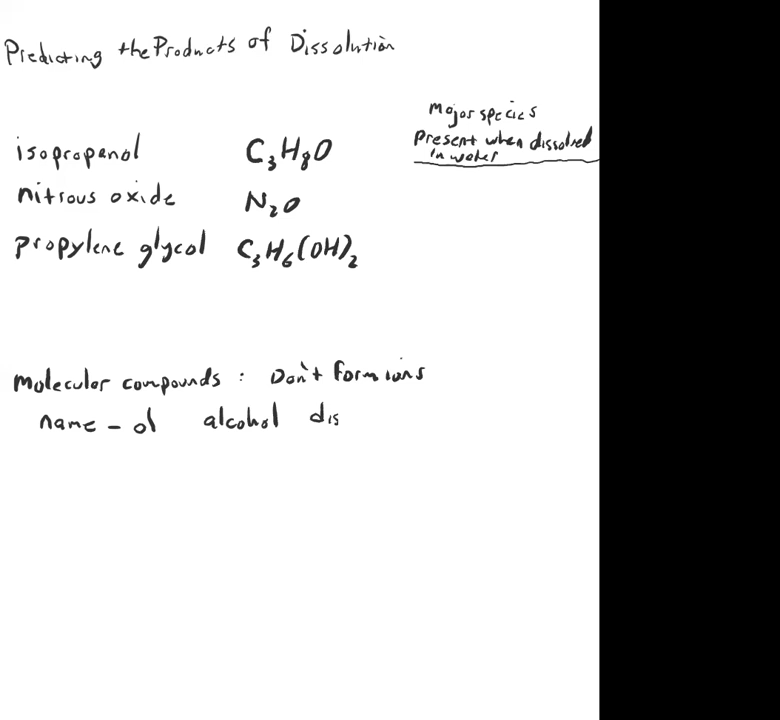 Predicting the Products of Dissolution
Major species
Present when dissolved
in water
isopropanol C₃H₈O
nitrous oxide N₂O
propylene glycol C₃H₆(OH)₂
Molecular compounds : Don't form ions
name - ol alcohol dis